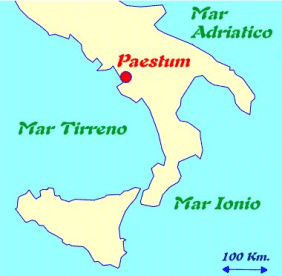 Mar
Adriatico
Paestum
Mar Tirreno
Mar Ionio
100 Km.